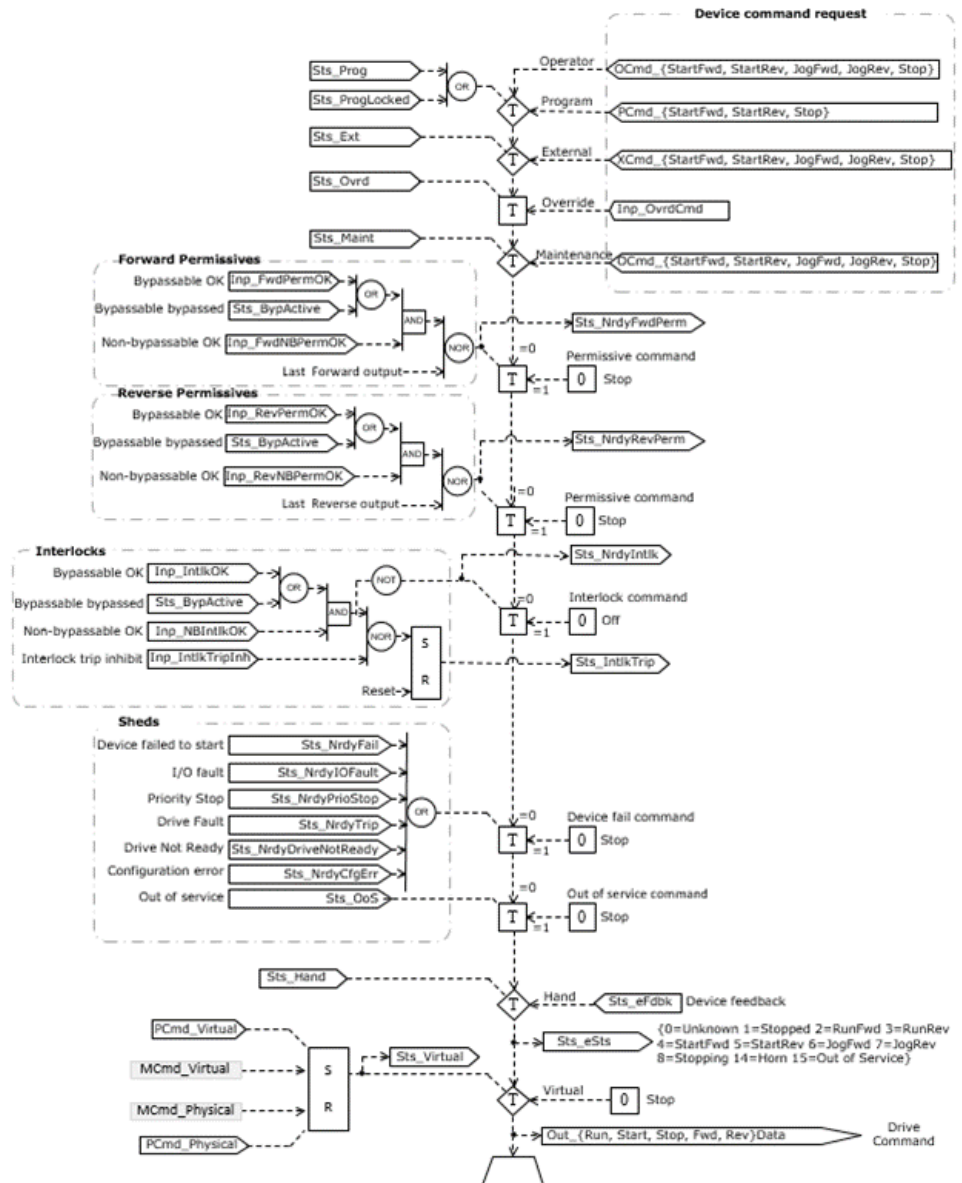 Device command request
Operator
OCmd_{StartFwd, StartRev, JogFwd, JogRev, Stop}
Sts_Prog
OR
Sts_ProgLocked
T
Program
PCmd_{StartFwd, StartRev, Stop}
Sts_Ext
T
External
XCmd_{StartFwd, StartRev, JogFwd, JogRev, Stop}
Sts_Ovrd
T
Override
Inp_OvrdCmd
Sts_Maint
T
Maintenance
OCmd_{StartFwd, StartRev, JogFwd, JogRev, Stop}
Forward Permissives
Bypassable OK
Inp_FwdPermOK
OR
Bypassable bypassed
Sts_BypActive
AND
Non-bypassable OK
Inp_FwdNBPermOK
NOR
Last Forward output
Sts_NrdyFwdPerm
=0
Permissive command
T
=1
0
Stop
Reverse Permissives
Bypassable OK
Inp_RevPermOK
OR
Bypassable bypassed
Sts_BypActive
AND
Non-bypassable OK
Inp_RevNBPermOK
NOR
Last Reverse output
Sts_NrdyRevPerm
=0
Permissive command
T
=1
0
Stop
Interlocks
Bypassable OK
Inp_IntlkOK
OR
NOT
Bypassable bypassed
Sts_BypActive
AND
Non-bypassable OK
Inp_NBIntlkOK
NOR
Interlock trip inhibit
Inp_IntlkTripInh
S
R
Reset
Sts_NrdyIntlk
=0
Interlock command
T
=1
0
Off
Sts_IntlkTrip
Sheds
Device failed to start
Sts_NrdyFail
I/O fault
Sts_NrdyIOFault
Priority Stop
Sts_NrdyPrioStop
OR
Drive Fault
Sts_NrdyTrip
Drive Not Ready
Sts_NrdyDriveNotReady
Configuration error
Sts_NrdyCfgErr
Out of service
Sts_OoS
=0
Device fail command
T
=1
0
Stop
=0
Out of service command
T
=1
0
Stop
Sts_Hand
T
Hand
Sts_eFdbk
Device feedback
Sts_eSts
{0=Unknown 1=Stopped 2=RunFwd 3=RunRev
4=StartFwd 5=StartRev 6=JogFwd 7=JogRev
8=Stopping 14=Horn 15=Out of Service}
PCmd_Virtual
MCmd_Virtual
MCmd_Physical
PCmd_Physical
S
R
Sts_Virtual
T
Virtual
0
Stop
Out_{Run, Start, Stop, Fwd, Rev}Data
Drive
Command